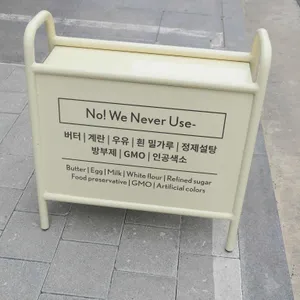 No! We Never Use-
버터 | 계란 | 우유 | 흰 밀가루 | 정제설탕
방부제 | GMO | 인공색소
Butter | Egg | Milk | White flour | Refined sugar
Food preservative | GMO | Artificial colors